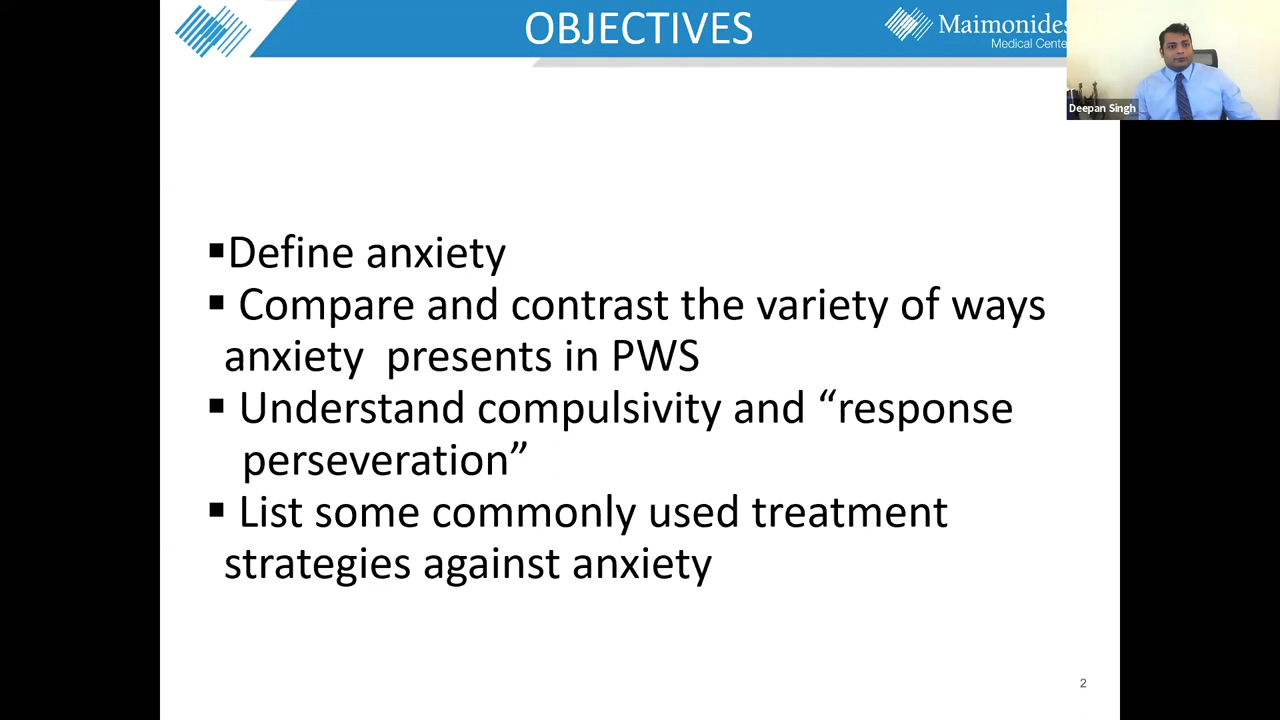 OBJECTIVES
Maimonides
Medical Center
Deepan Singh
▪Define anxiety
▪ Compare and contrast the variety of ways
anxiety presents in PWS
▪ Understand compulsivity and “response
perseveration”
▪ List some commonly used treatment
strategies against anxiety
2